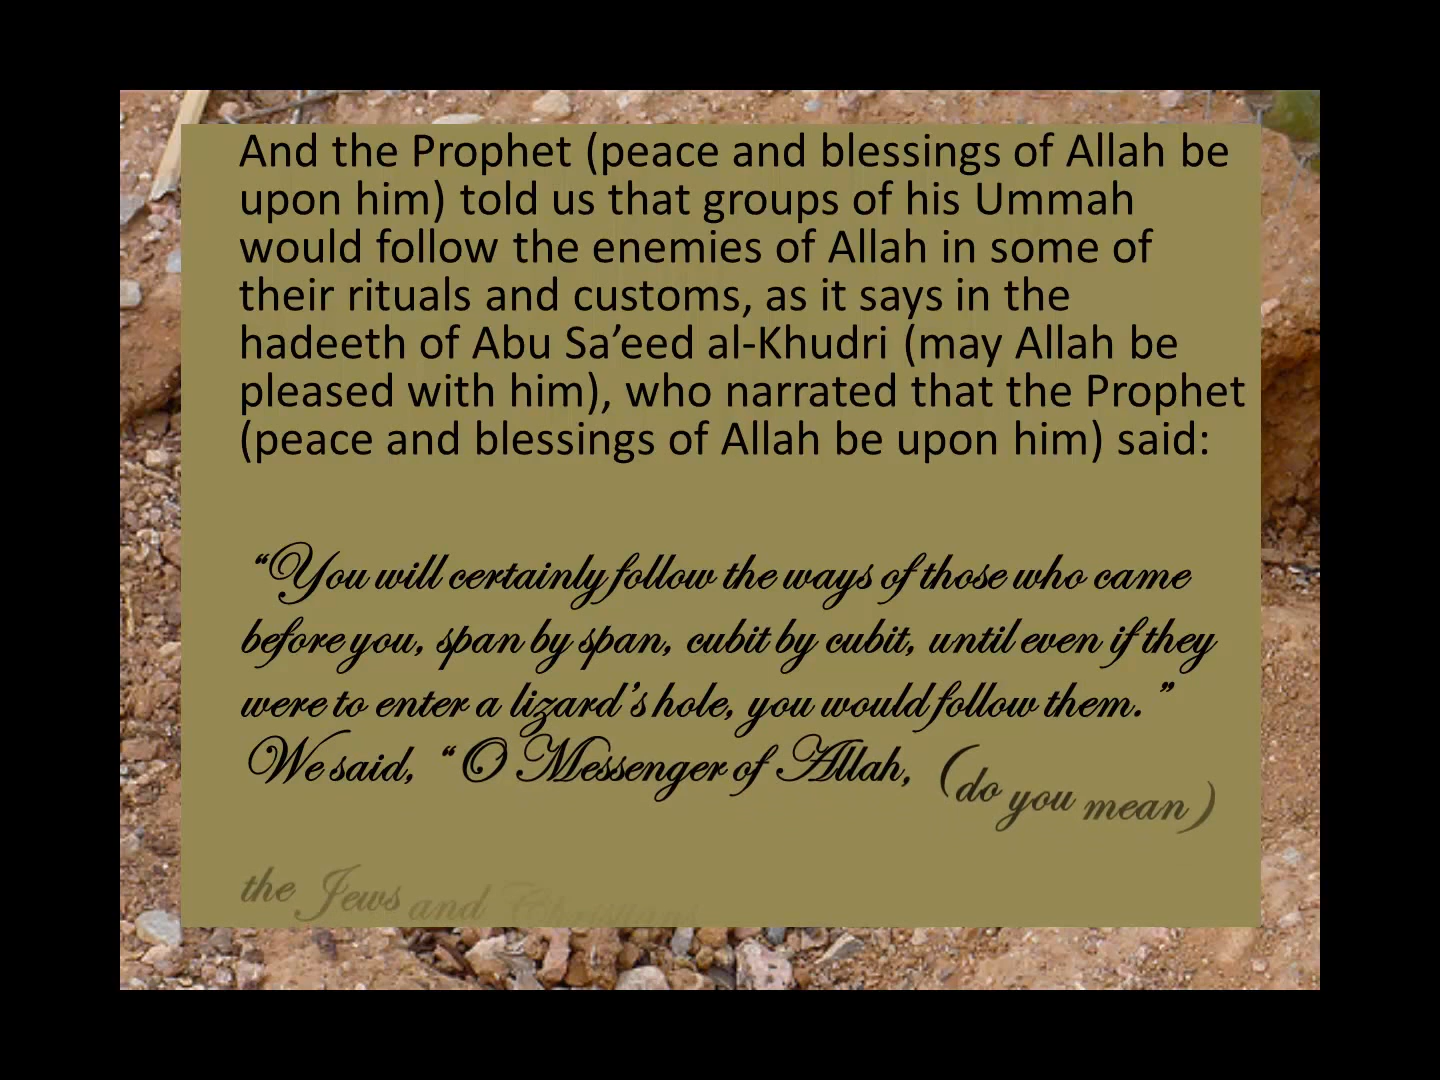 And the Prophet (peace and blessings of Allah be
upon him) told us that groups of his Ummah
would follow the enemies of Allah in some of
their rituals and customs, as it says in the
hadeeth of Abu Sa’eed al-Khudri (may Allah be
pleased with him), who narrated that the Prophet
(peace and blessings of Allah be upon him) said:
“You will certainly follow the ways of those who came
before you, span by span, cubit by cubit, until even if they
were to enter a lizard’s hole, you would follow them.”
We said, “O Messenger of Allah, (do you mean)
the Jews and Christians